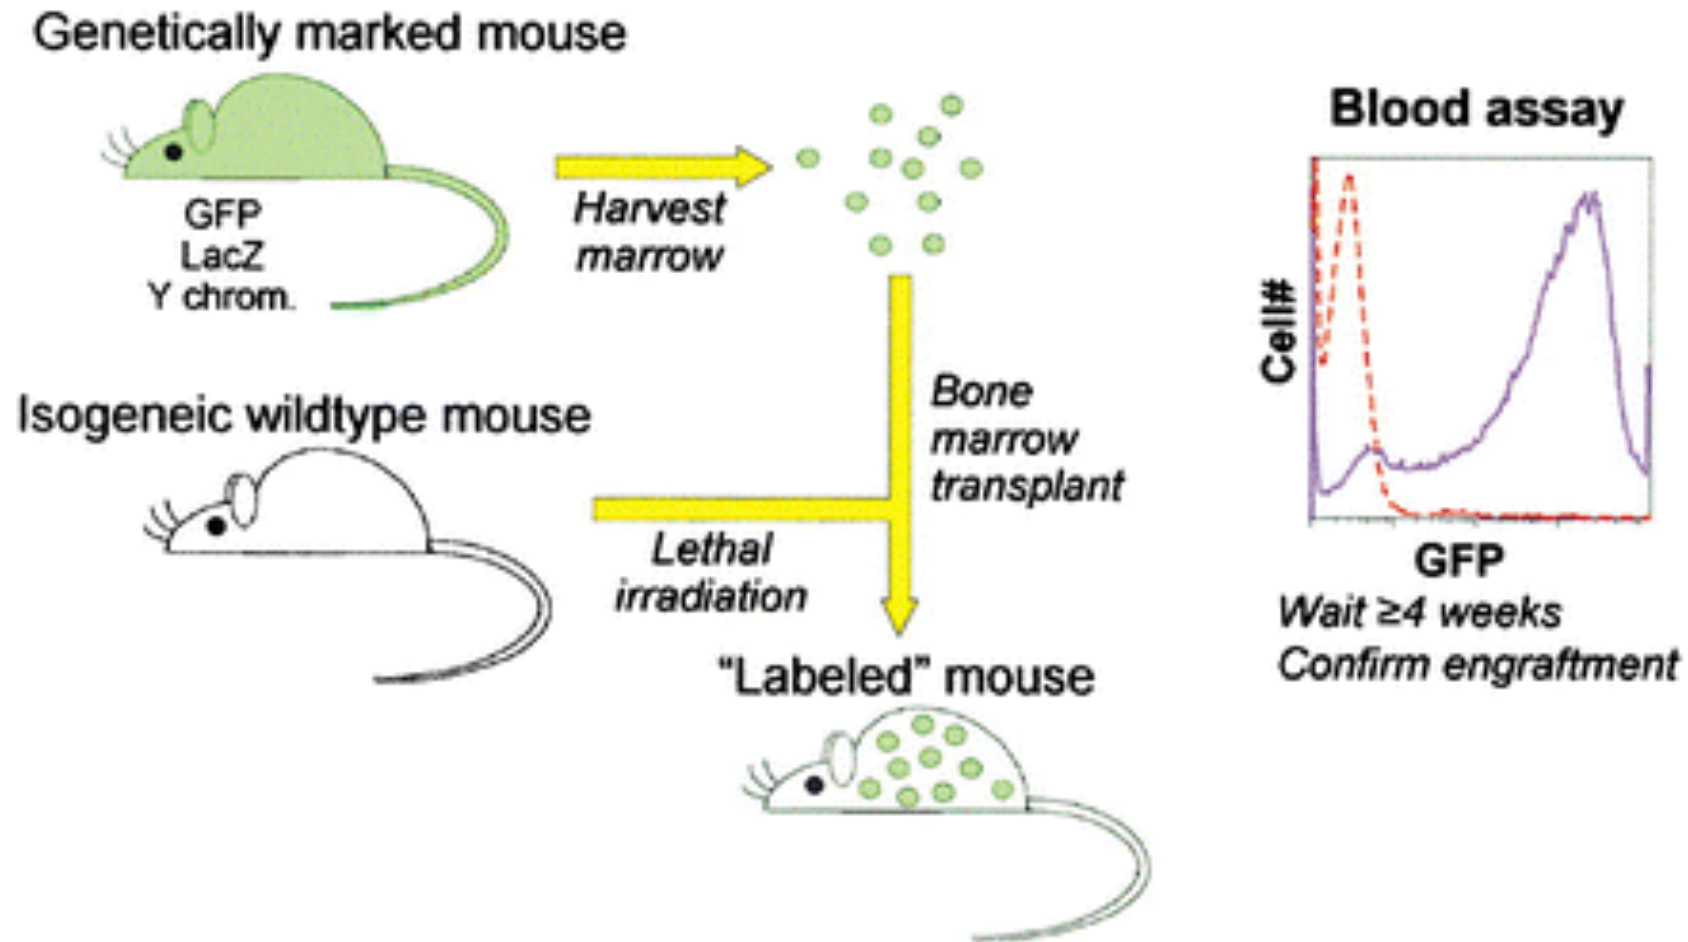 Genetically marked mouse
GFP
LacZ
Y chrom.
Harvest
marrow
Isogeneic wildtype mouse
Lethal
irradiation
Bone
marrow
transplant
"Labeled" mouse
Blood assay
Cell#
GFP
Wait ≥4 weeks
Confirm engraftment